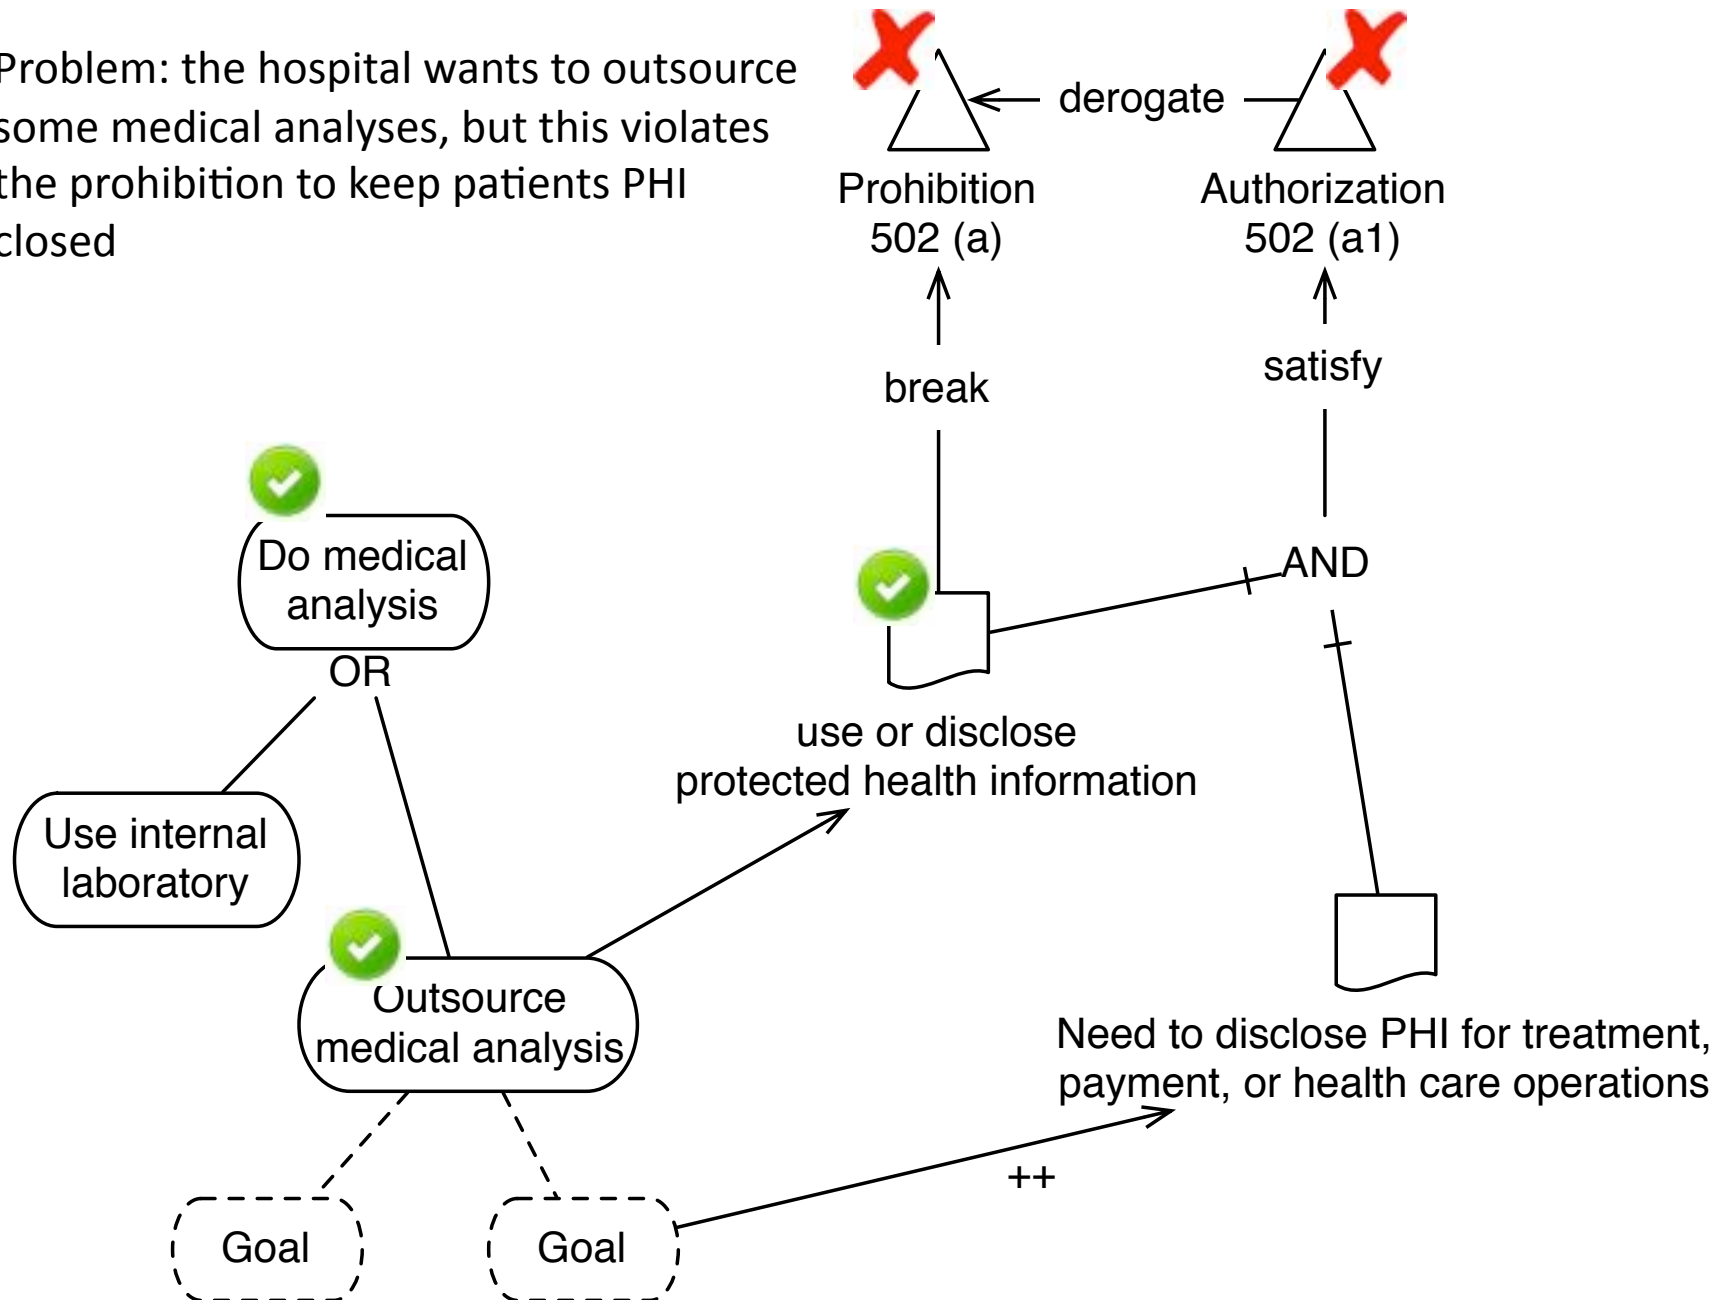 Problem: the hospital wants to outsource
some medical analyses, but this violates
the prohibition to keep patients PHI
closed
derogate
Prohibition
502 (a)
Authorization
502 (a1)
break
satisfy
Do medical
analysis
OR
AND
use or disclose
protected health information
Use internal
laboratory
Outsource
medical analysis
Need to disclose PHI for treatment,
payment, or health care operations
++
Goal
Goal